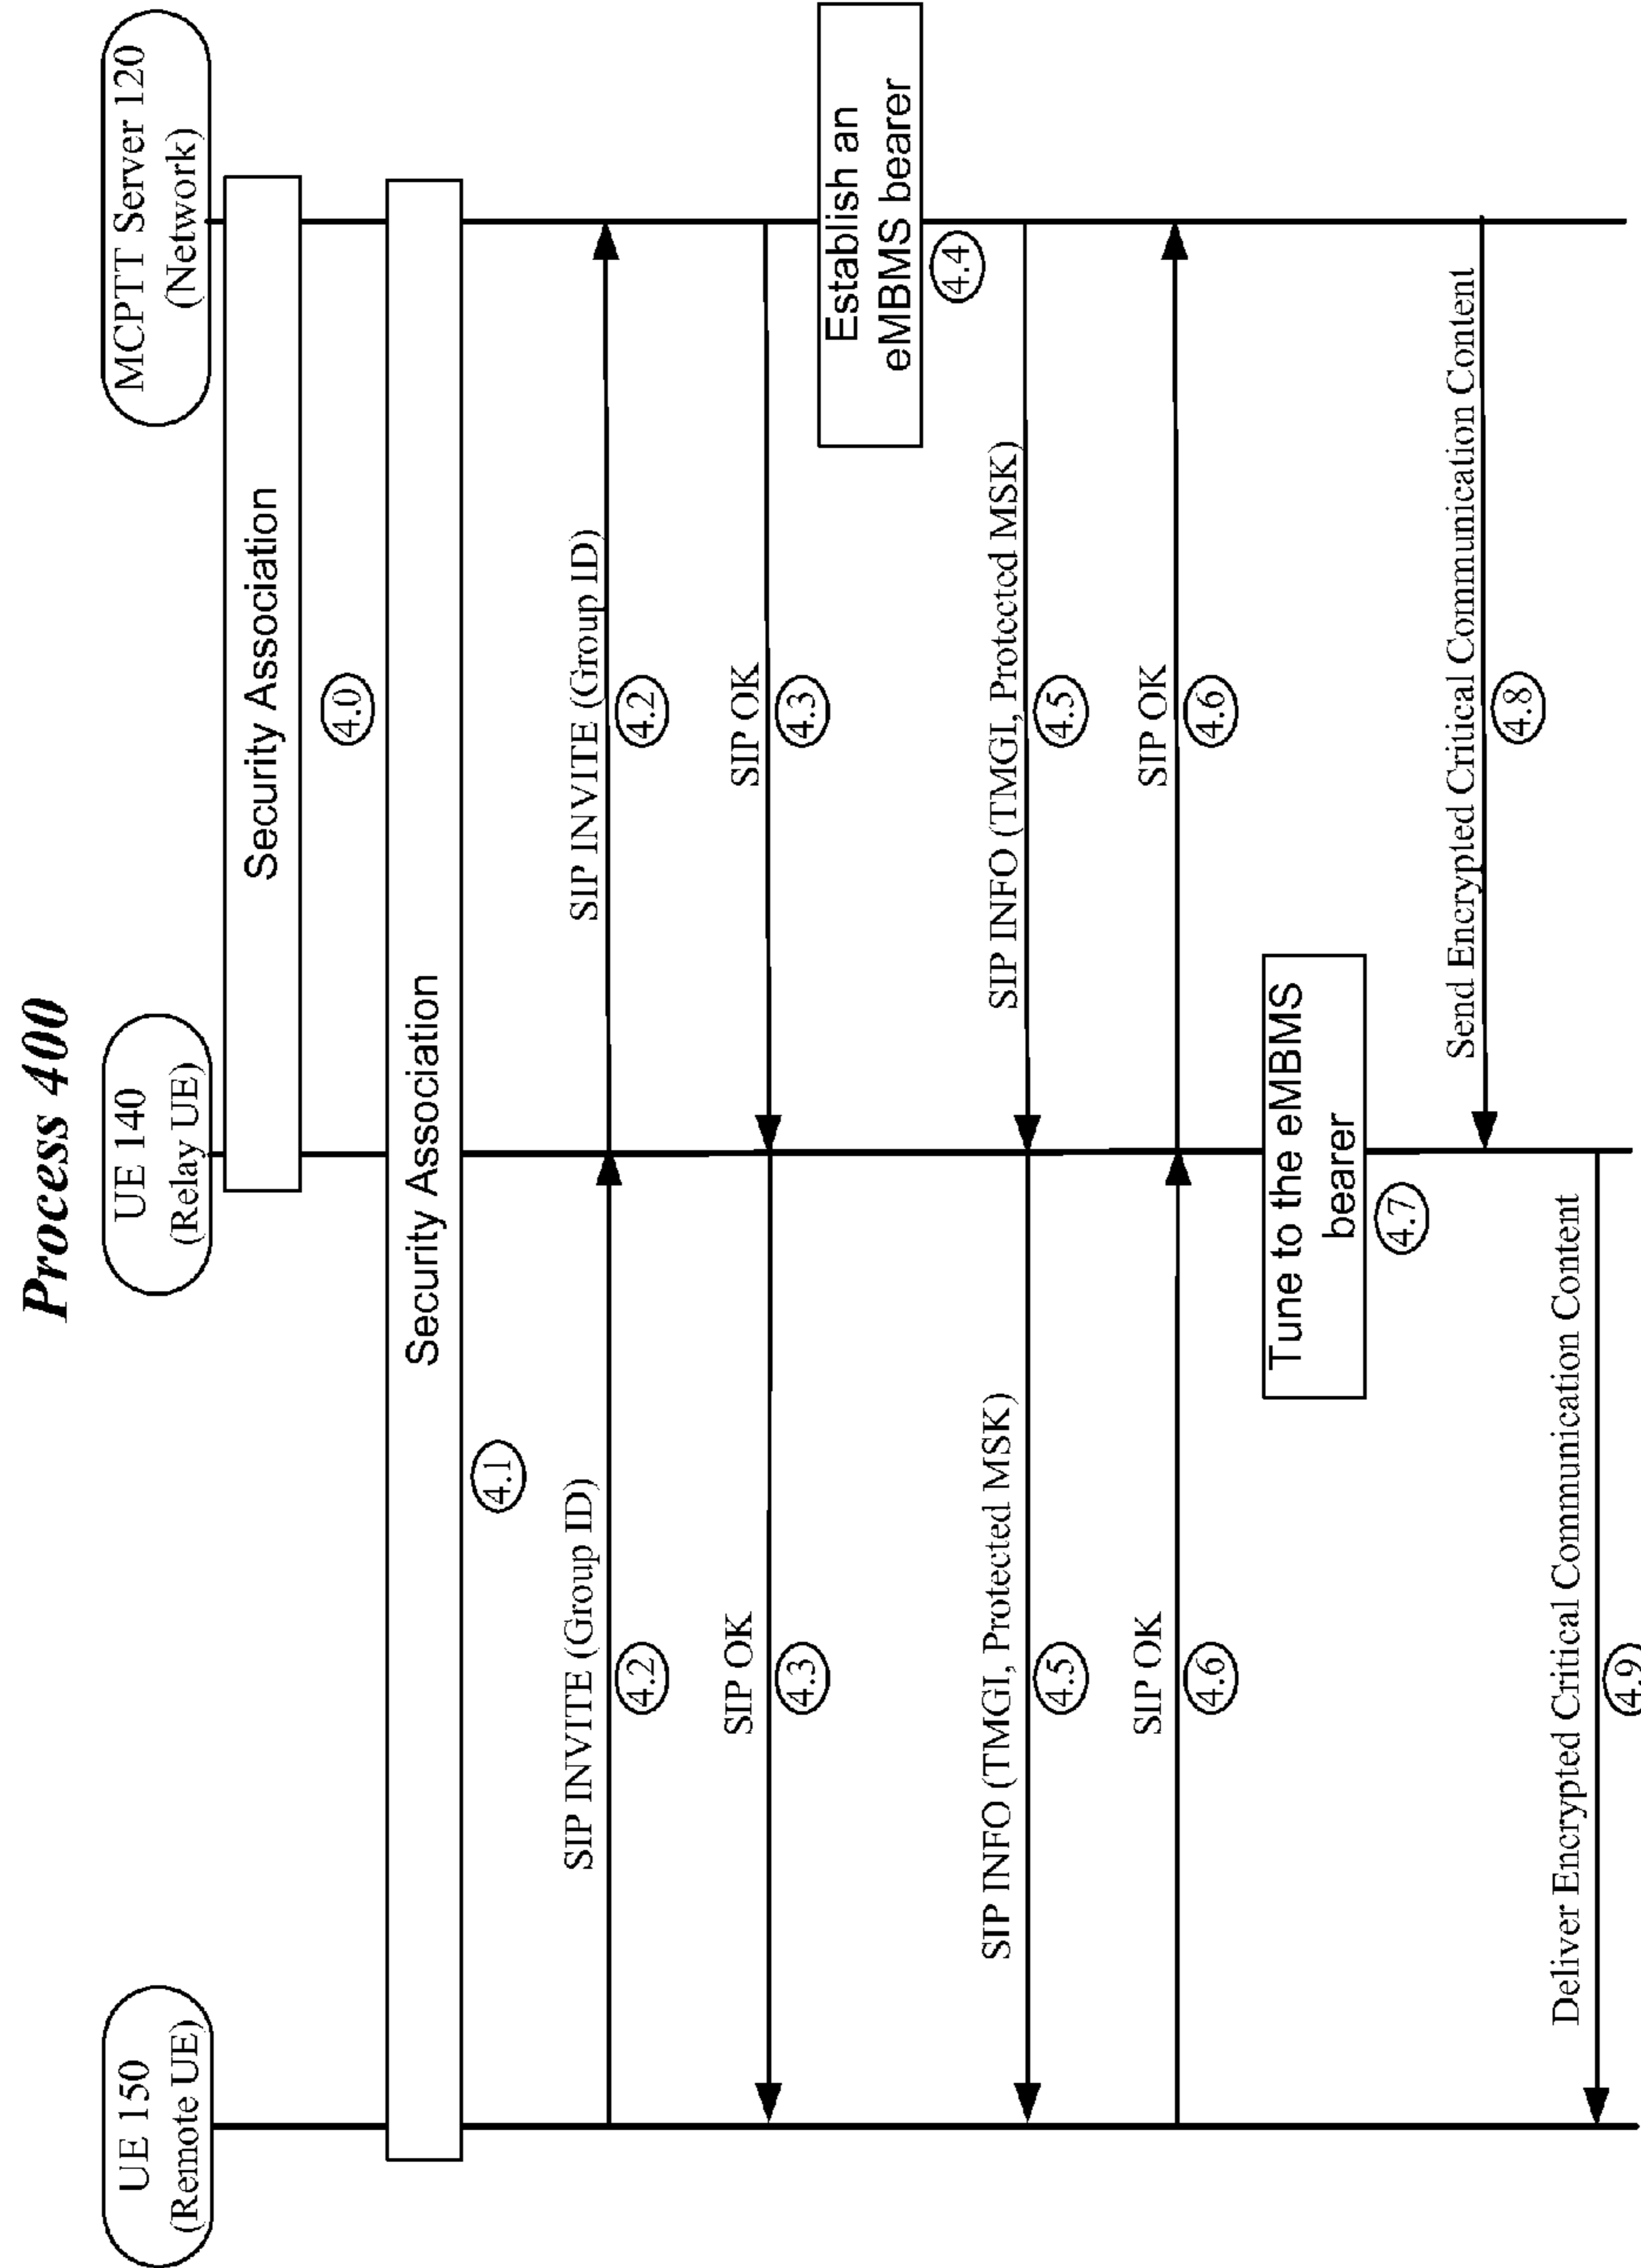 Process 400
UE 150
(Remote UE)
UE 140
(Relay UE)
MCPTT Server 120
(Network)
Security Association
4.0
Security Association
4.1
SIP INVITE (Group ID)
4.2
SIP INVITE (Group ID)
4.2
SIP OK
4.3
SIP OK
4.3
Establish an
eMBMS bearer
4.4
SIP INFO (TMGI, Protected MSK)
4.5
SIP INFO (TMGI, Protected MSK)
4.5
SIP OK
4.6
SIP OK
4.6
Tune to the eMBMS
bearer
4.7
Send Encrypted Critical Communication Content
4.8
Deliver Encrypted Critical Communication Content
4.9